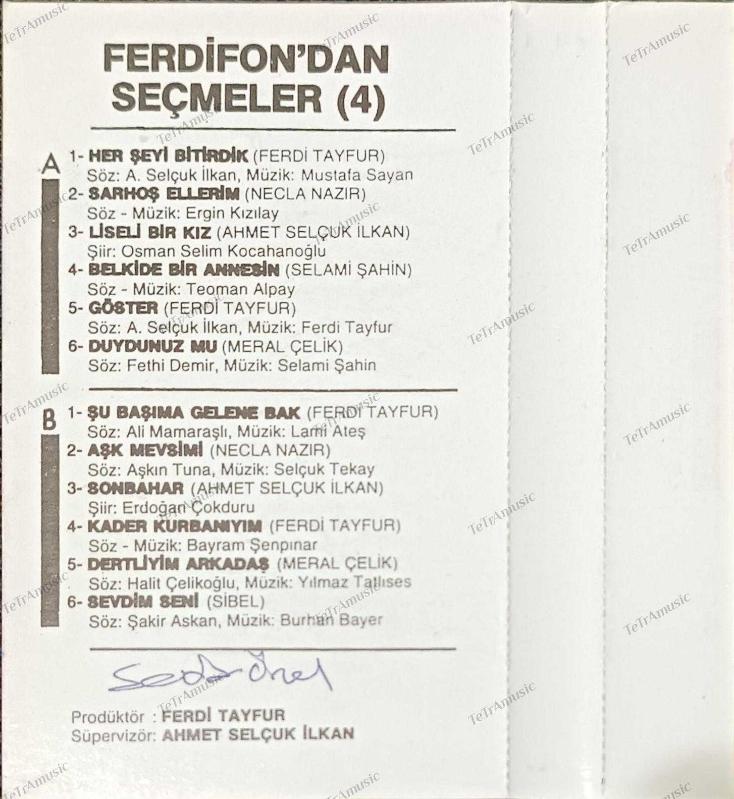 FERDİFON'DAN
SEÇMELER (4)
A
1- HER ŞEYİ BİTİRDİK (FERDİ TAYFUR)
Söz: A. Selçuk İlkan, Müzik: Mustafa Sayan
2- SARHOŞ ELLERİM (NECLA NAZIR)
Söz - Müzik: Ergin Kızılay
3- LİSELİ BİR KIZ (AHMET SELÇUK İLKAN)
Şiir: Osman Selim Kocahanoğlu
4- BELKİDE BİR ANNESİN (SELAMİ ŞAHİN)
Söz - Müzik: Teoman Alpay
5- GÖSTER (FERDİ TAYFUR)
Söz: A. Selçuk İlkan, Müzik: Ferdi Tayfur
6- DUYDUNUZ MU (MERAL ÇELİK)
Söz: Fethi Demir, Müzik: Selami Şahin
B
1- ŞU BAŞIMA GELENE BAK (FERDİ TAYFUR)
Söz: Ali Mamaraşlı, Müzik: Lami Ateş
2- AŞK MEVSİMİ (NECLA NAZIR)
Söz: Aşkın Tuna, Müzik: Selçuk Tekay
3- SONBAHAR (AHMET SELÇUK İLKAN)
Şiir: Erdoğan Çokduru
4- KADER KURBANIYIM (FERDİ TAYFUR)
Söz - Müzik: Bayram Şenpınar
5- DERTLİYİM ARKADAŞ (MERAL ÇELİK)
Söz: Halit Çelikoğlu, Müzik: Yılmaz Tatlıses
6- SEVDİM SENİ (SİBEL)
Söz: Şakir Askan, Müzik: Burhan Bayer
Prodüktör : FERDİ TAYFUR
Süpervizör: AHMET SELÇUK İLKAN
TeTrAmusic